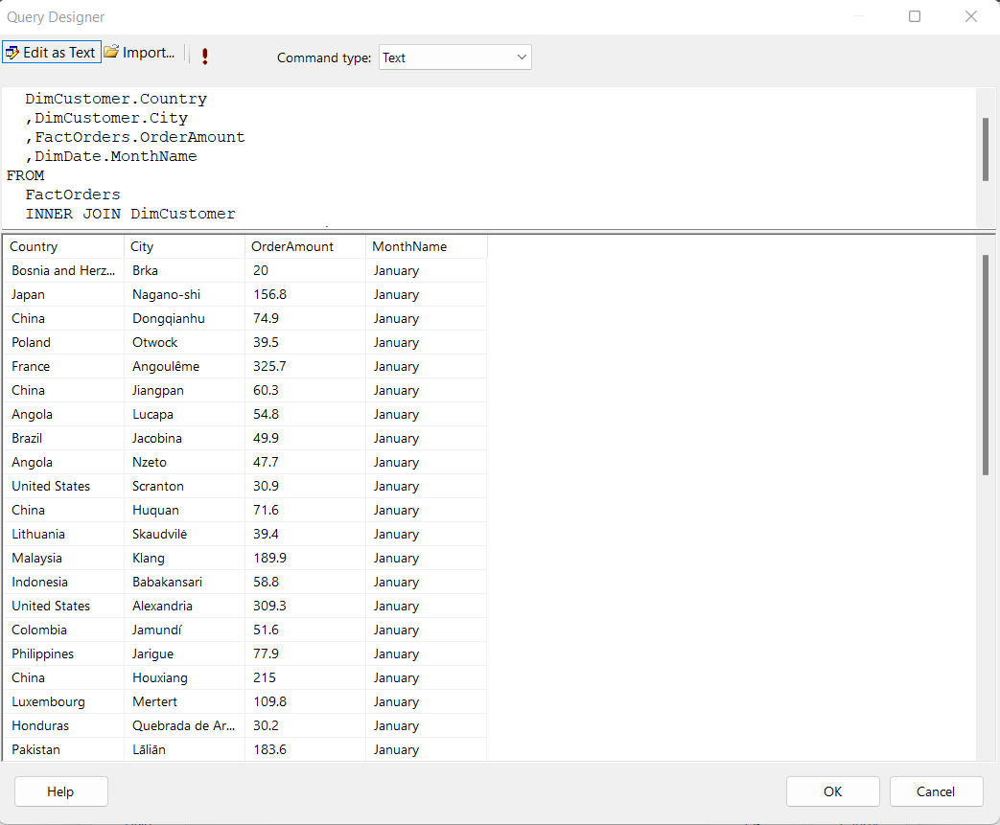 Query Designer
Edit as Text Import... ! Command type: Text
DimCustomer.Country
,DimCustomer.City
,FactOrders.OrderAmount
,DimDate.MonthName
FROM
FactOrders
INNER JOIN DimCustomer
Country City OrderAmount MonthName
Bosnia and Herz... Brka 20 January
Japan Nagano-shi 156.8 January
China Dongqianhu 74.9 January
Poland Otwock 39.5 January
France Angoulême 325.7 January
China Jiangpan 60.3 January
Angola Lucapa 54.8 January
Brazil Jacobina 49.9 January
Angola Nzeto 47.7 January
United States Scranton 30.9 January
China Huquan 71.6 January
Lithuania Skaudvilė 39.4 January
Malaysia Klang 189.9 January
Indonesia Babakansari 58.8 January
United States Alexandria 309.3 January
Colombia Jamundí 51.6 January
Philippines Jarigue 77.9 January
China Houxiang 215 January
Luxembourg Mertert 109.8 January
Honduras Quebrada de Ar... 30.2 January
Pakistan Lāliān 183.6 January
Help OK Cancel